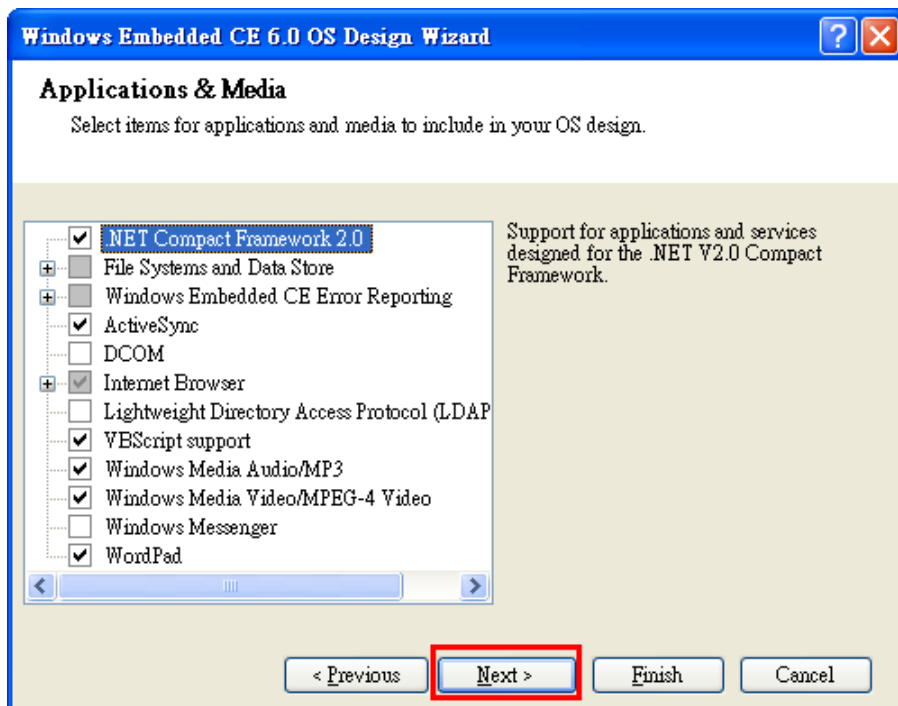 Windows Embedded CE 6.0 OS Design Wizard
Applications & Media
Select items for applications and media to include in your OS design.
.NET Compact Framework 2.0
File Systems and Data Store
Windows Embedded CE Error Reporting
ActiveSync
DCOM
Internet Browser
Lightweight Directory Access Protocol (LDAP
VBScript support
Windows Media Audio/MP3
Windows Media Video/MPEG-4 Video
Windows Messenger
WordPad
Support for applications and services
designed for the .NET V2.0 Compact
Framework.
< Previous
Next >
Finish
Cancel